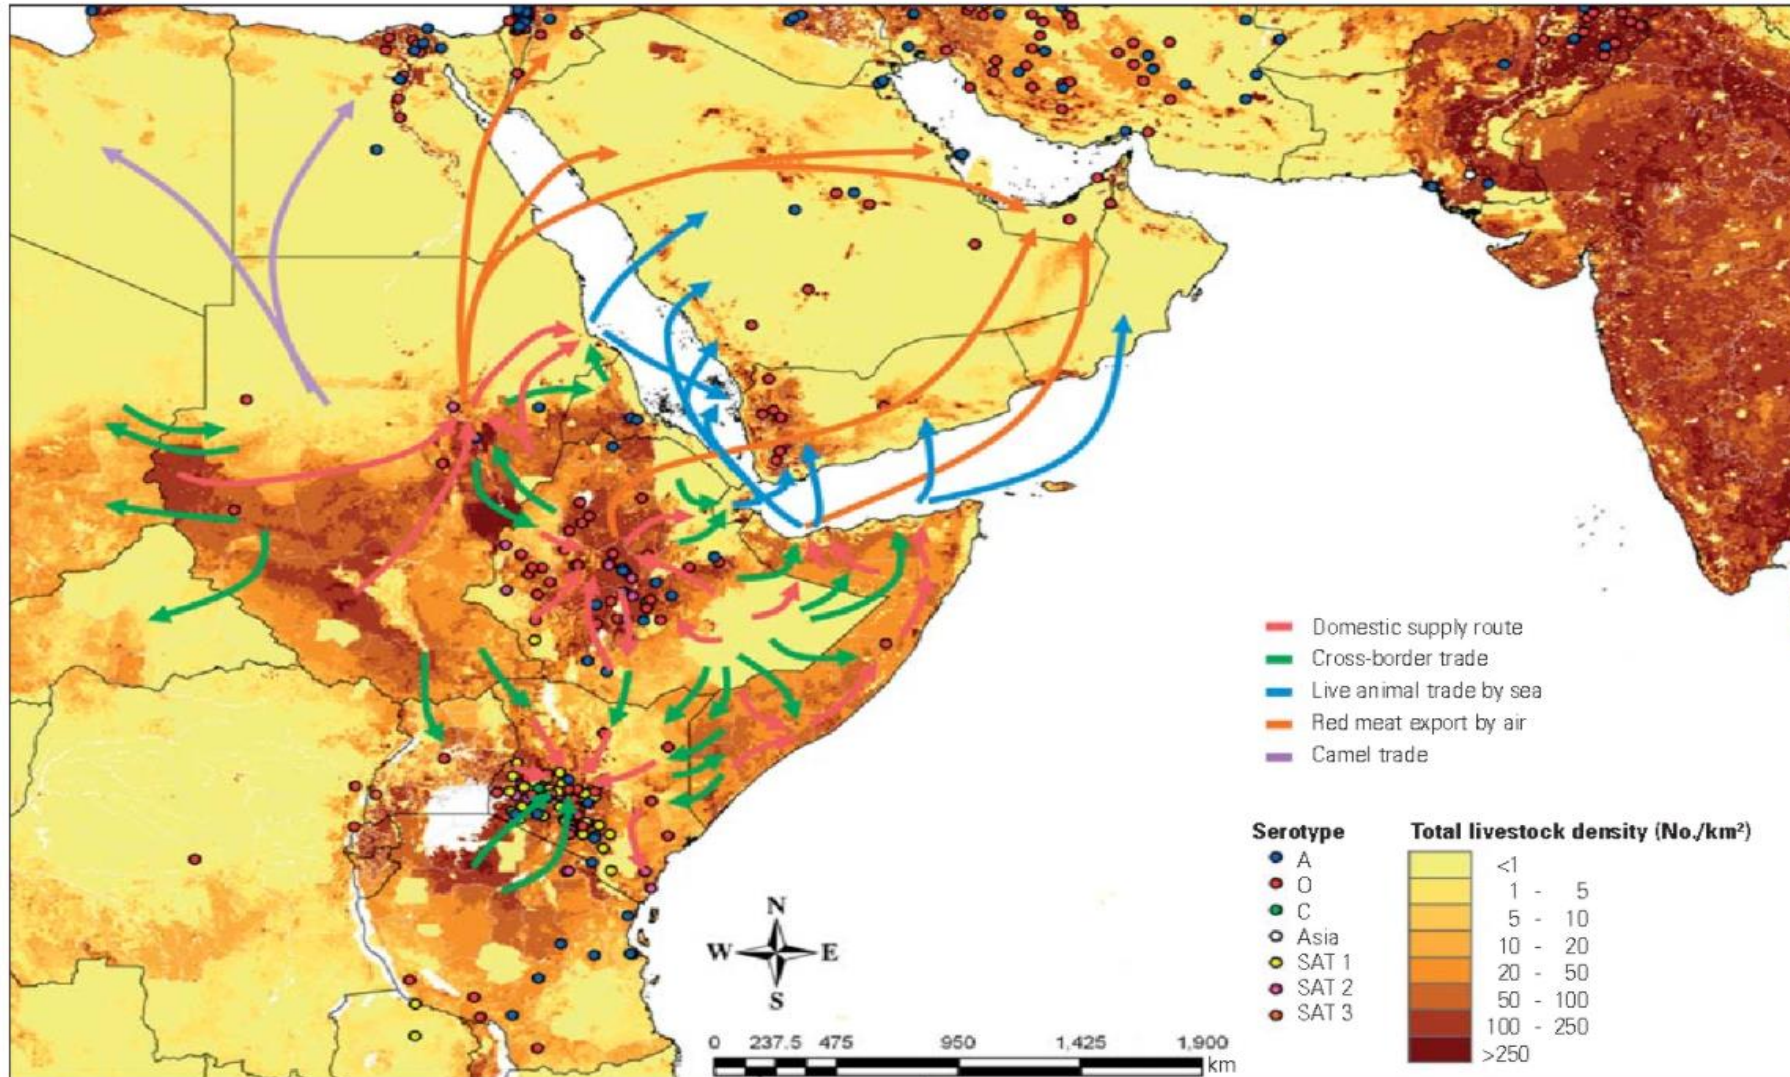 Domestic supply route
Cross-border trade
Live animal trade by sea
Red meat export by air
Camel trade
Serotype
A
O
C
Asia
SAT 1
SAT 2
SAT 3
Total livestock density (No./km²)
<1
1 - 5
5 - 10
10 - 20
20 - 50
50 - 100
100 - 250
>250
N
W E
S
0 237.5 475 950 1,425 1,900
km